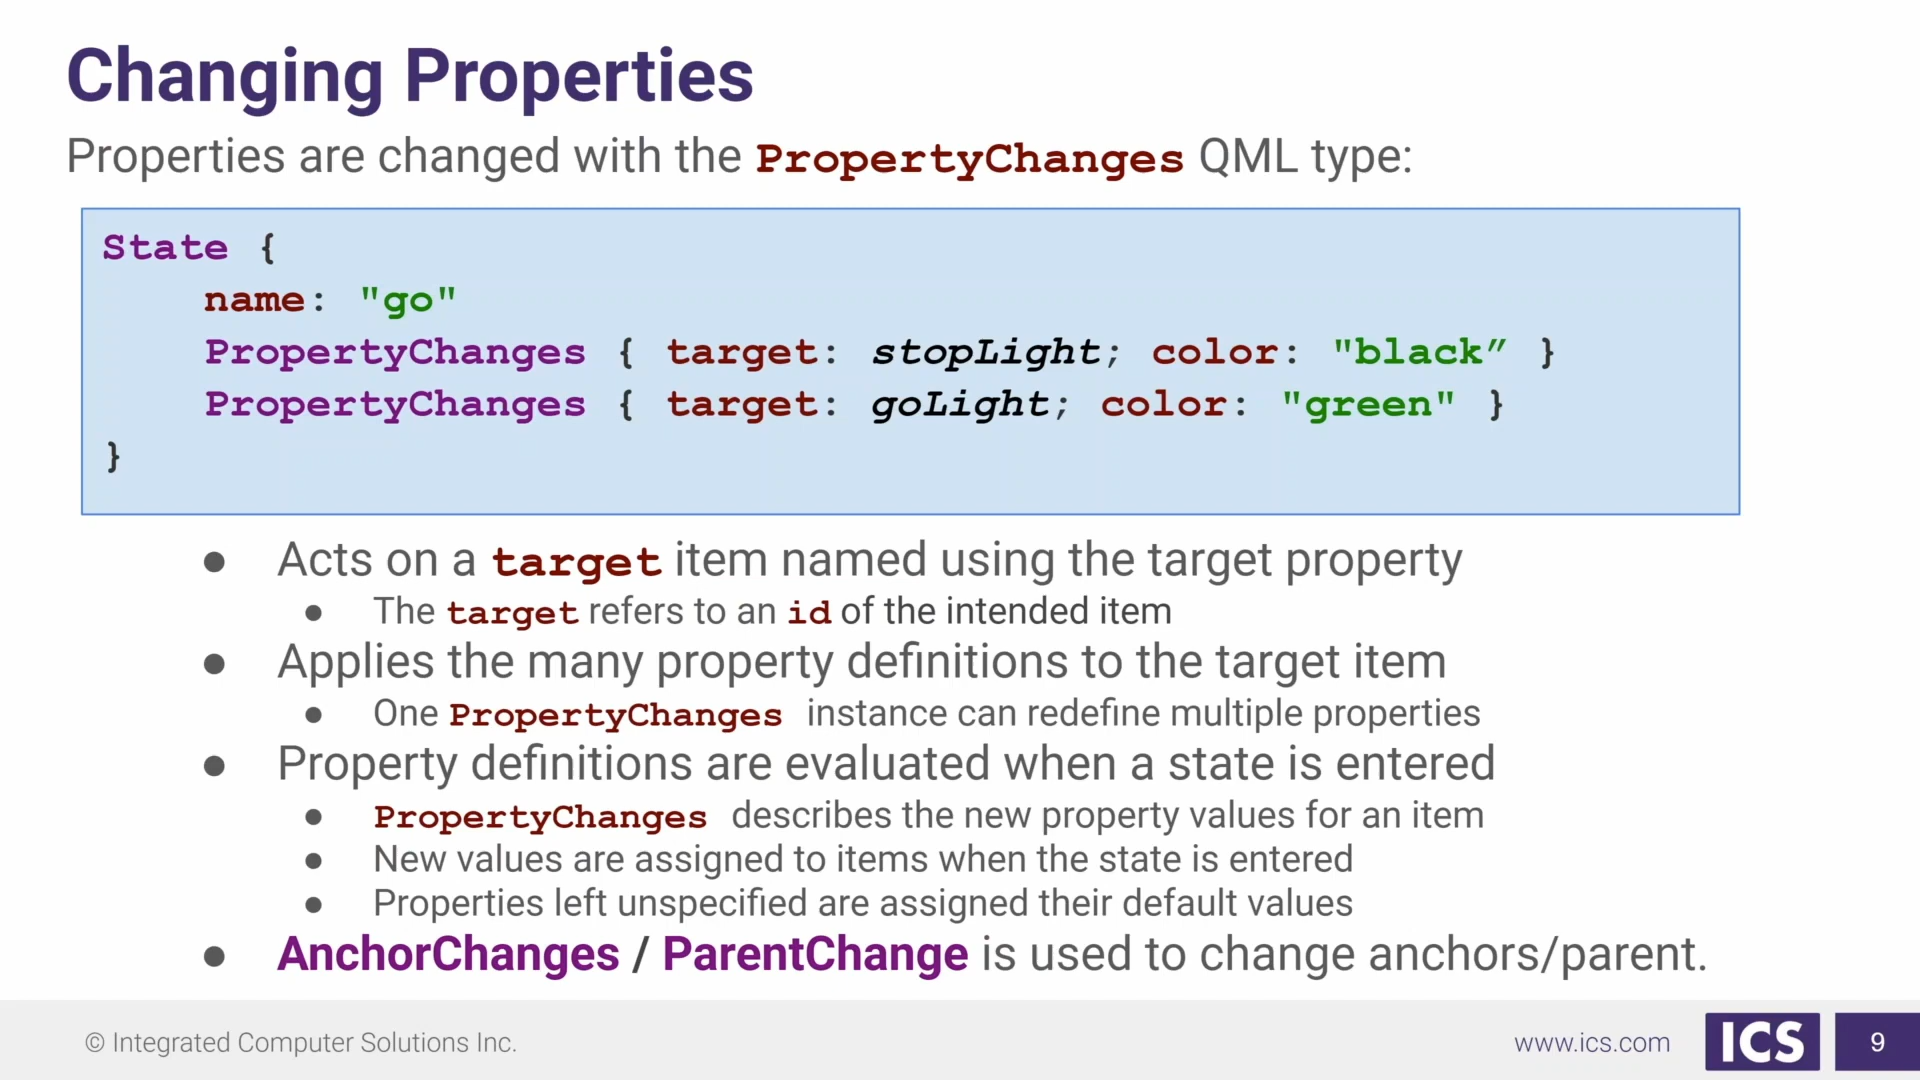 Changing Properties
Properties are changed with the PropertyChanges QML type:
State {
    name: "go"
    PropertyChanges { target: stopLight; color: "black” }
    PropertyChanges { target: goLight; color: "green" }
}
● Acts on a target item named using the target property
● The target refers to an id of the intended item
● Applies the many property definitions to the target item
● One PropertyChanges instance can redefine multiple properties
● Property definitions are evaluated when a state is entered
● PropertyChanges describes the new property values for an item
● New values are assigned to items when the state is entered
● Properties left unspecified are assigned their default values
● AnchorChanges / ParentChange is used to change anchors/parent.
© Integrated Computer Solutions Inc.
www.ics.com
ICS
9